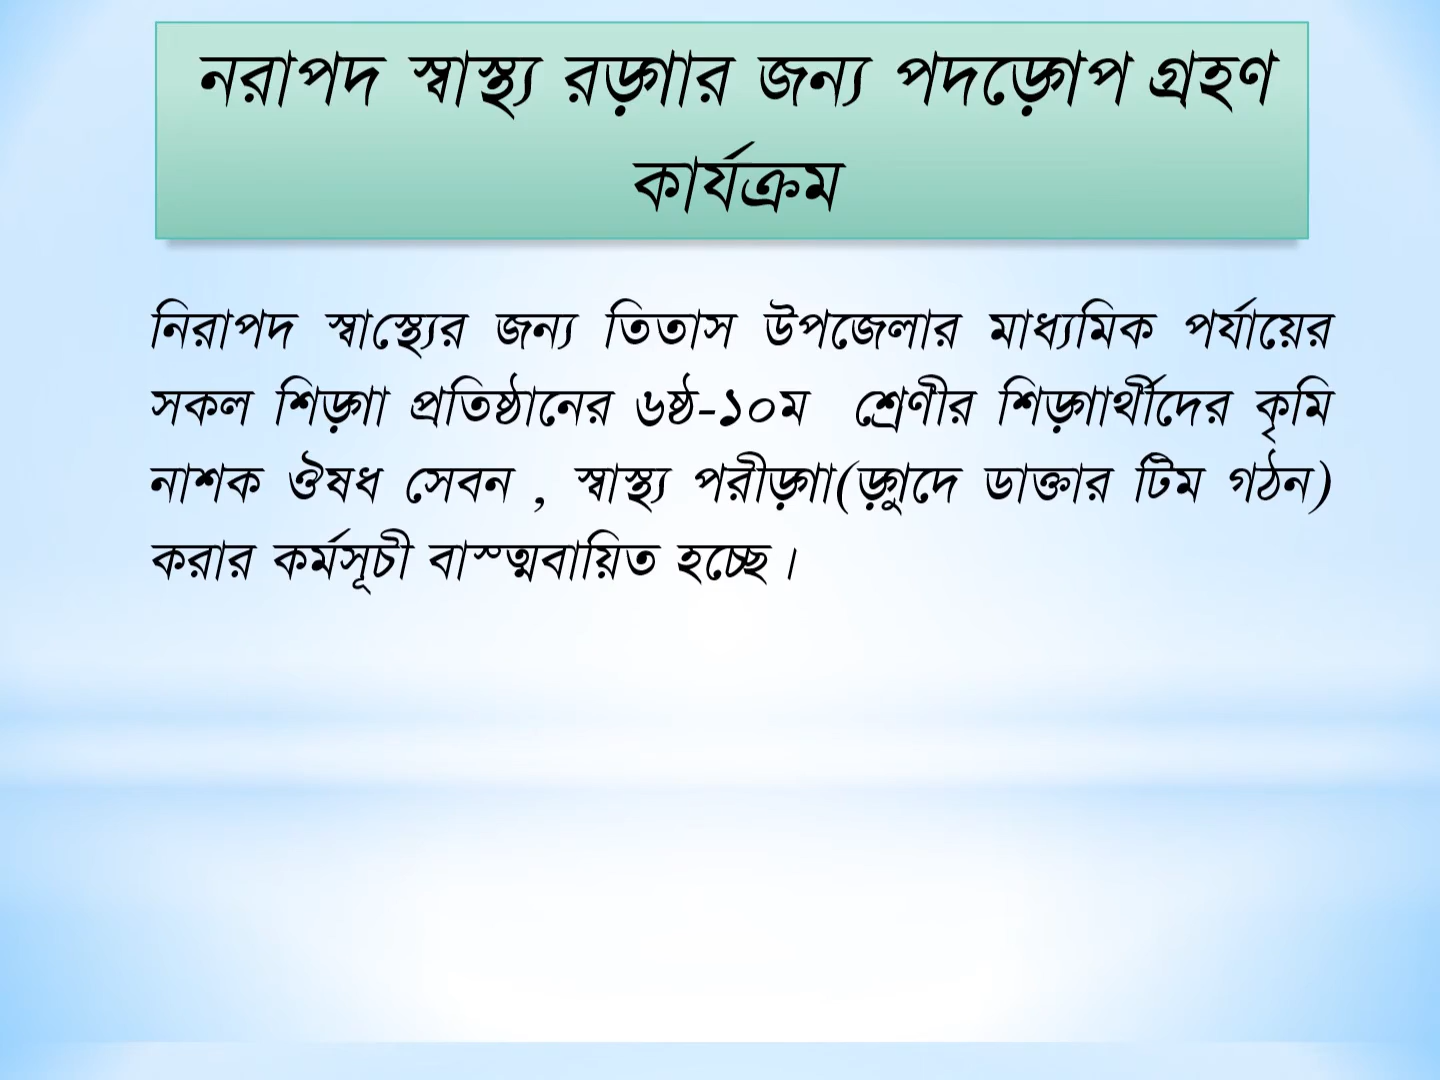 নরাপদ স্বাস্থ্য রড়্গার জন্য পদড়্গেপ গ্রহণ
কার্যক্রম
নিরাপদ স্বাস্থ্যের জন্য তিতাস উপজেলার মাধ্যমিক পর্যায়ের
সকল শিড়্গা প্রতিষ্ঠানের ৬ষ্ঠ-১০ম শ্রেণীর শিড়্গার্থীদের কৃমি
নাশক ঔষধ সেবন , স্বাস্থ্য পরীড়্গা(ড়্গুদে ডাক্তার টিম গঠন)
করার কর্মসূচী বাস্ত্মবায়িত হচ্ছে।